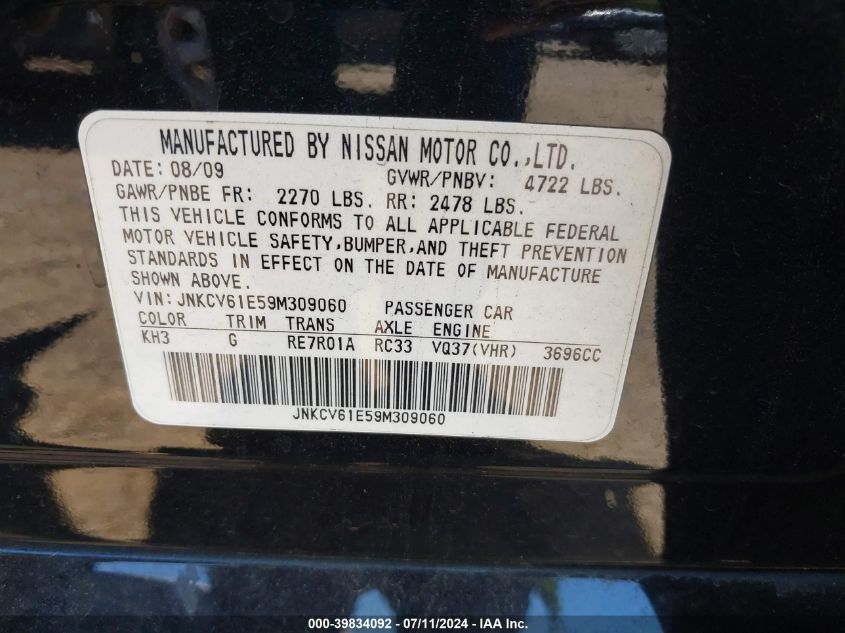 MANUFACTURED BY NISSAN MOTOR CO.,LTD.
DATE: 08/09 GVWR/PNBV: 4722 LBS.
GAWR/PNBE FR: 2270 LBS. RR: 2478 LBS.
THIS VEHICLE CONFORMS TO ALL APPLICABLE FEDERAL
MOTOR VEHICLE SAFETY,BUMPER,AND THEFT PREVENTION
STANDARDS IN EFFECT ON THE DATE OF MANUFACTURE
SHOWN ABOVE.
VIN: JNKCV61E59M309060 PASSENGER CAR
COLOR TRIM TRANS AXLE ENGINE
KH3 G RE7R01A RC33 VQ37(VHR) 3696CC
JNKCV61E59M309060
000-39834092 - 07/11/2024 - IAA Inc.